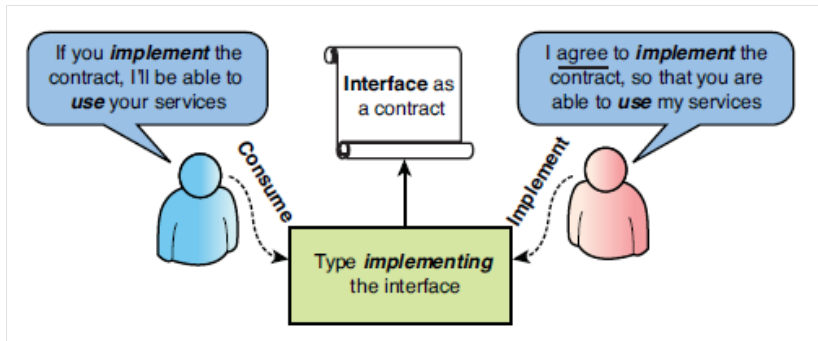 If you implement the
contract, I'll be able to
use your services
Interface as
a contract
I agree to implement the
contract, so that you are
able to use my services
Consume
Implement
Type implementing
the interface